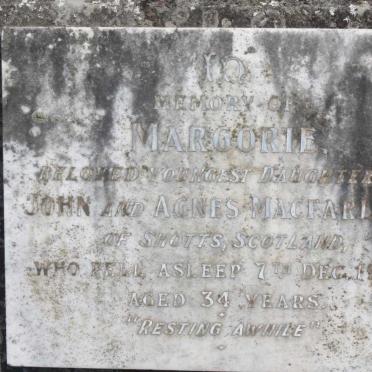 IN
MEMORY OF
MARGORIE,
BELOVED YOUNGEST DAUGHTER
JOHN AND AGNES MACFARL
OF SHOTTS, SCOTLAND,
WHO FELL ASLEEP 7TH DEC. 19
AGED 34 YEARS.
"RESTING AWHILE"